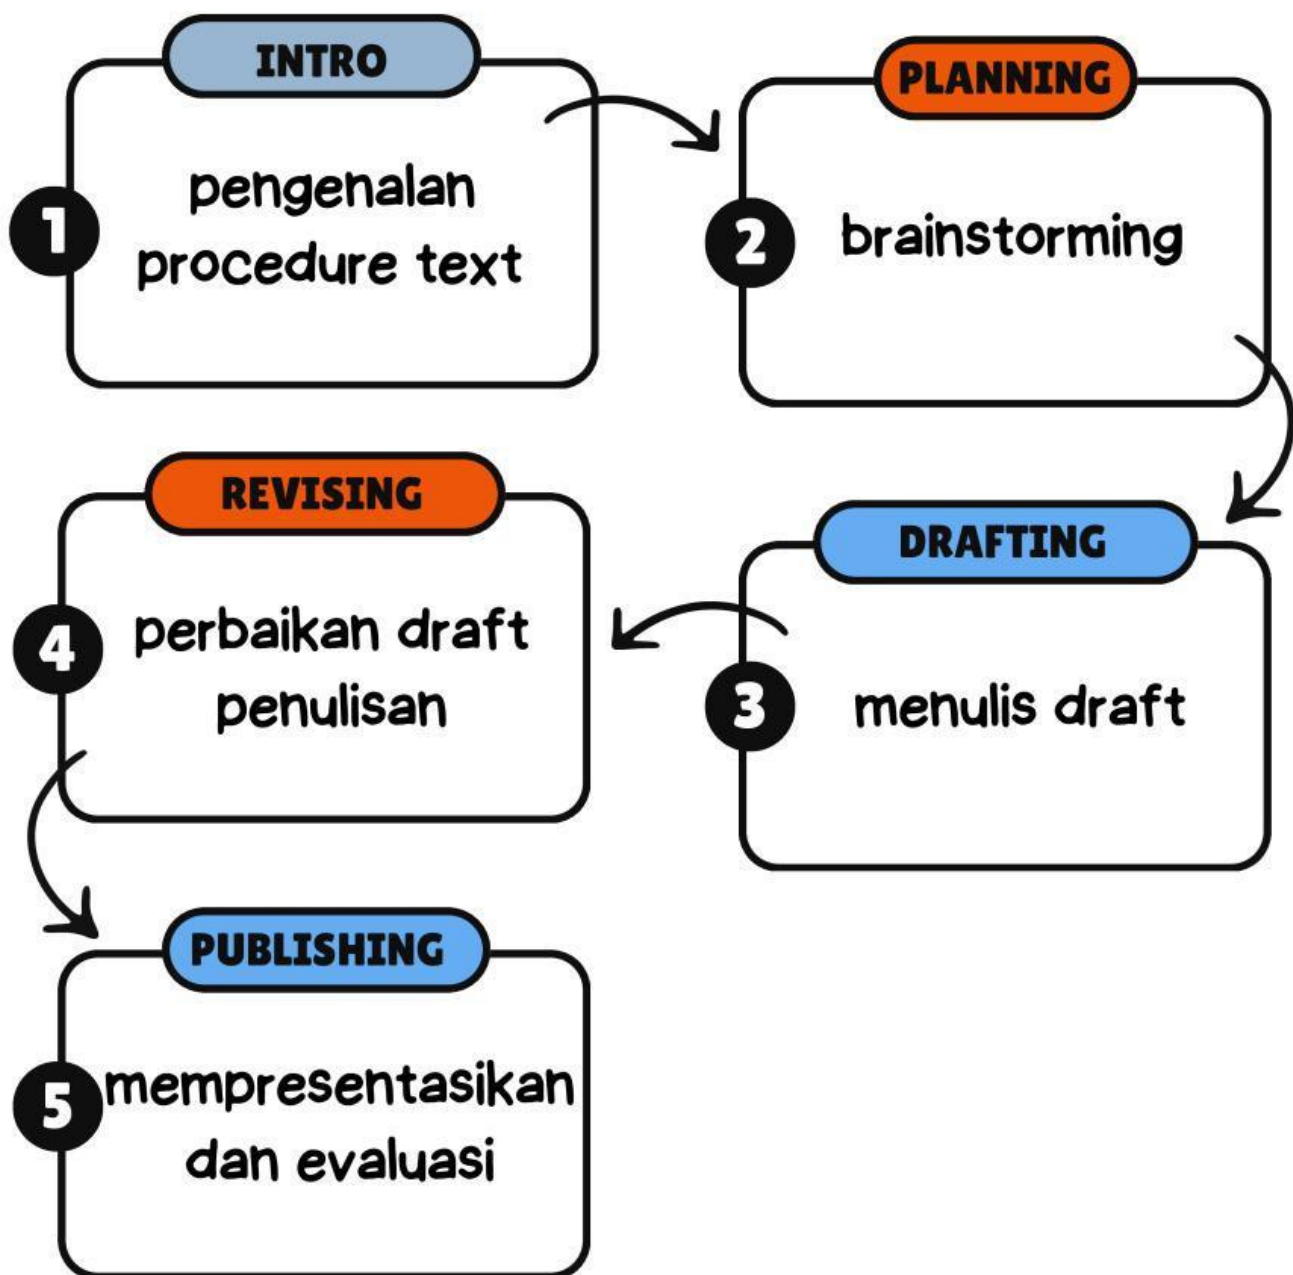 INTRO
1
pengenalan
procedure text
PLANNING
2
brainstorming
DRAFTING
3
menulis draft
REVISING
4
perbaikan draft
penulisan
PUBLISHING
5
mempresentasikan
dan evaluasi